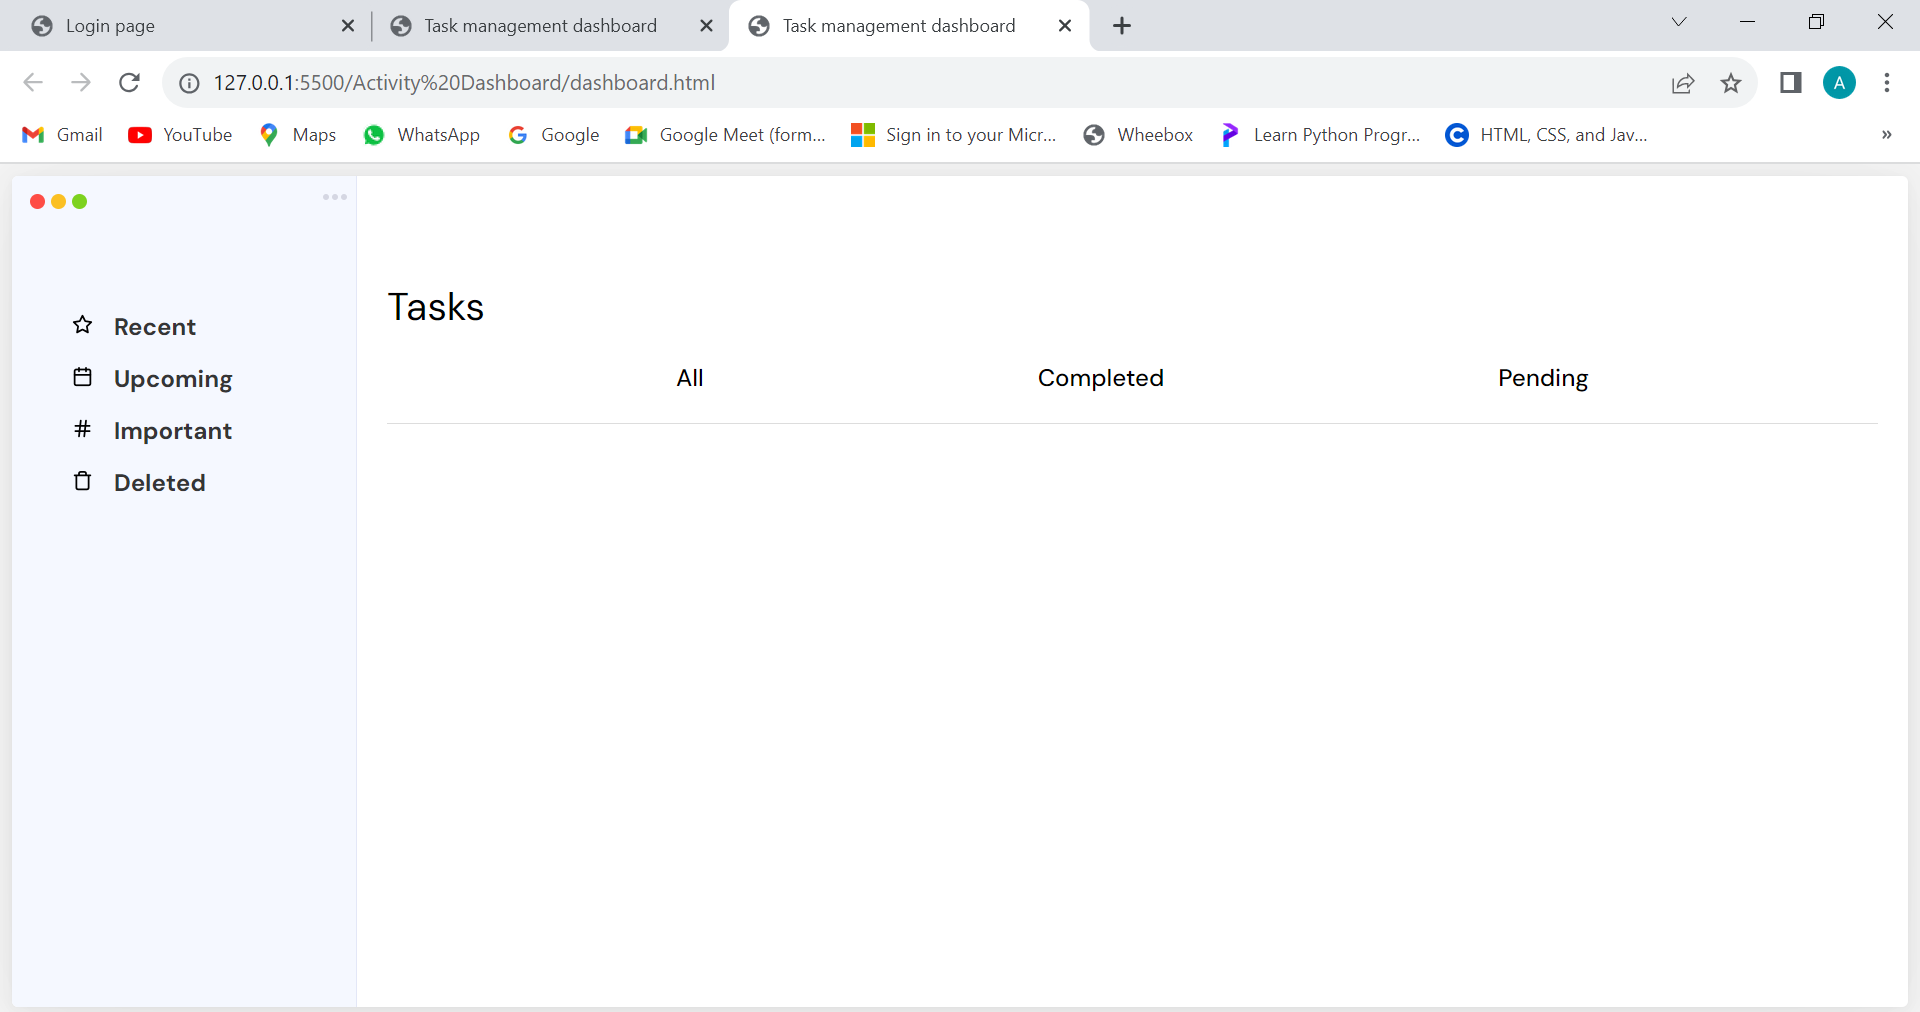 Login page
Task management dashboard
Task management dashboard
127.0.0.1:5500/Activity%20Dashboard/dashboard.html
A
Gmail
YouTube
Maps
WhatsApp
Google
Google Meet (form...
Sign in to your Micr...
Wheebox
Learn Python Progr...
HTML, CSS, and Jav...
»
Recent
Upcoming
# Important
Deleted
Tasks
All
Completed
Pending